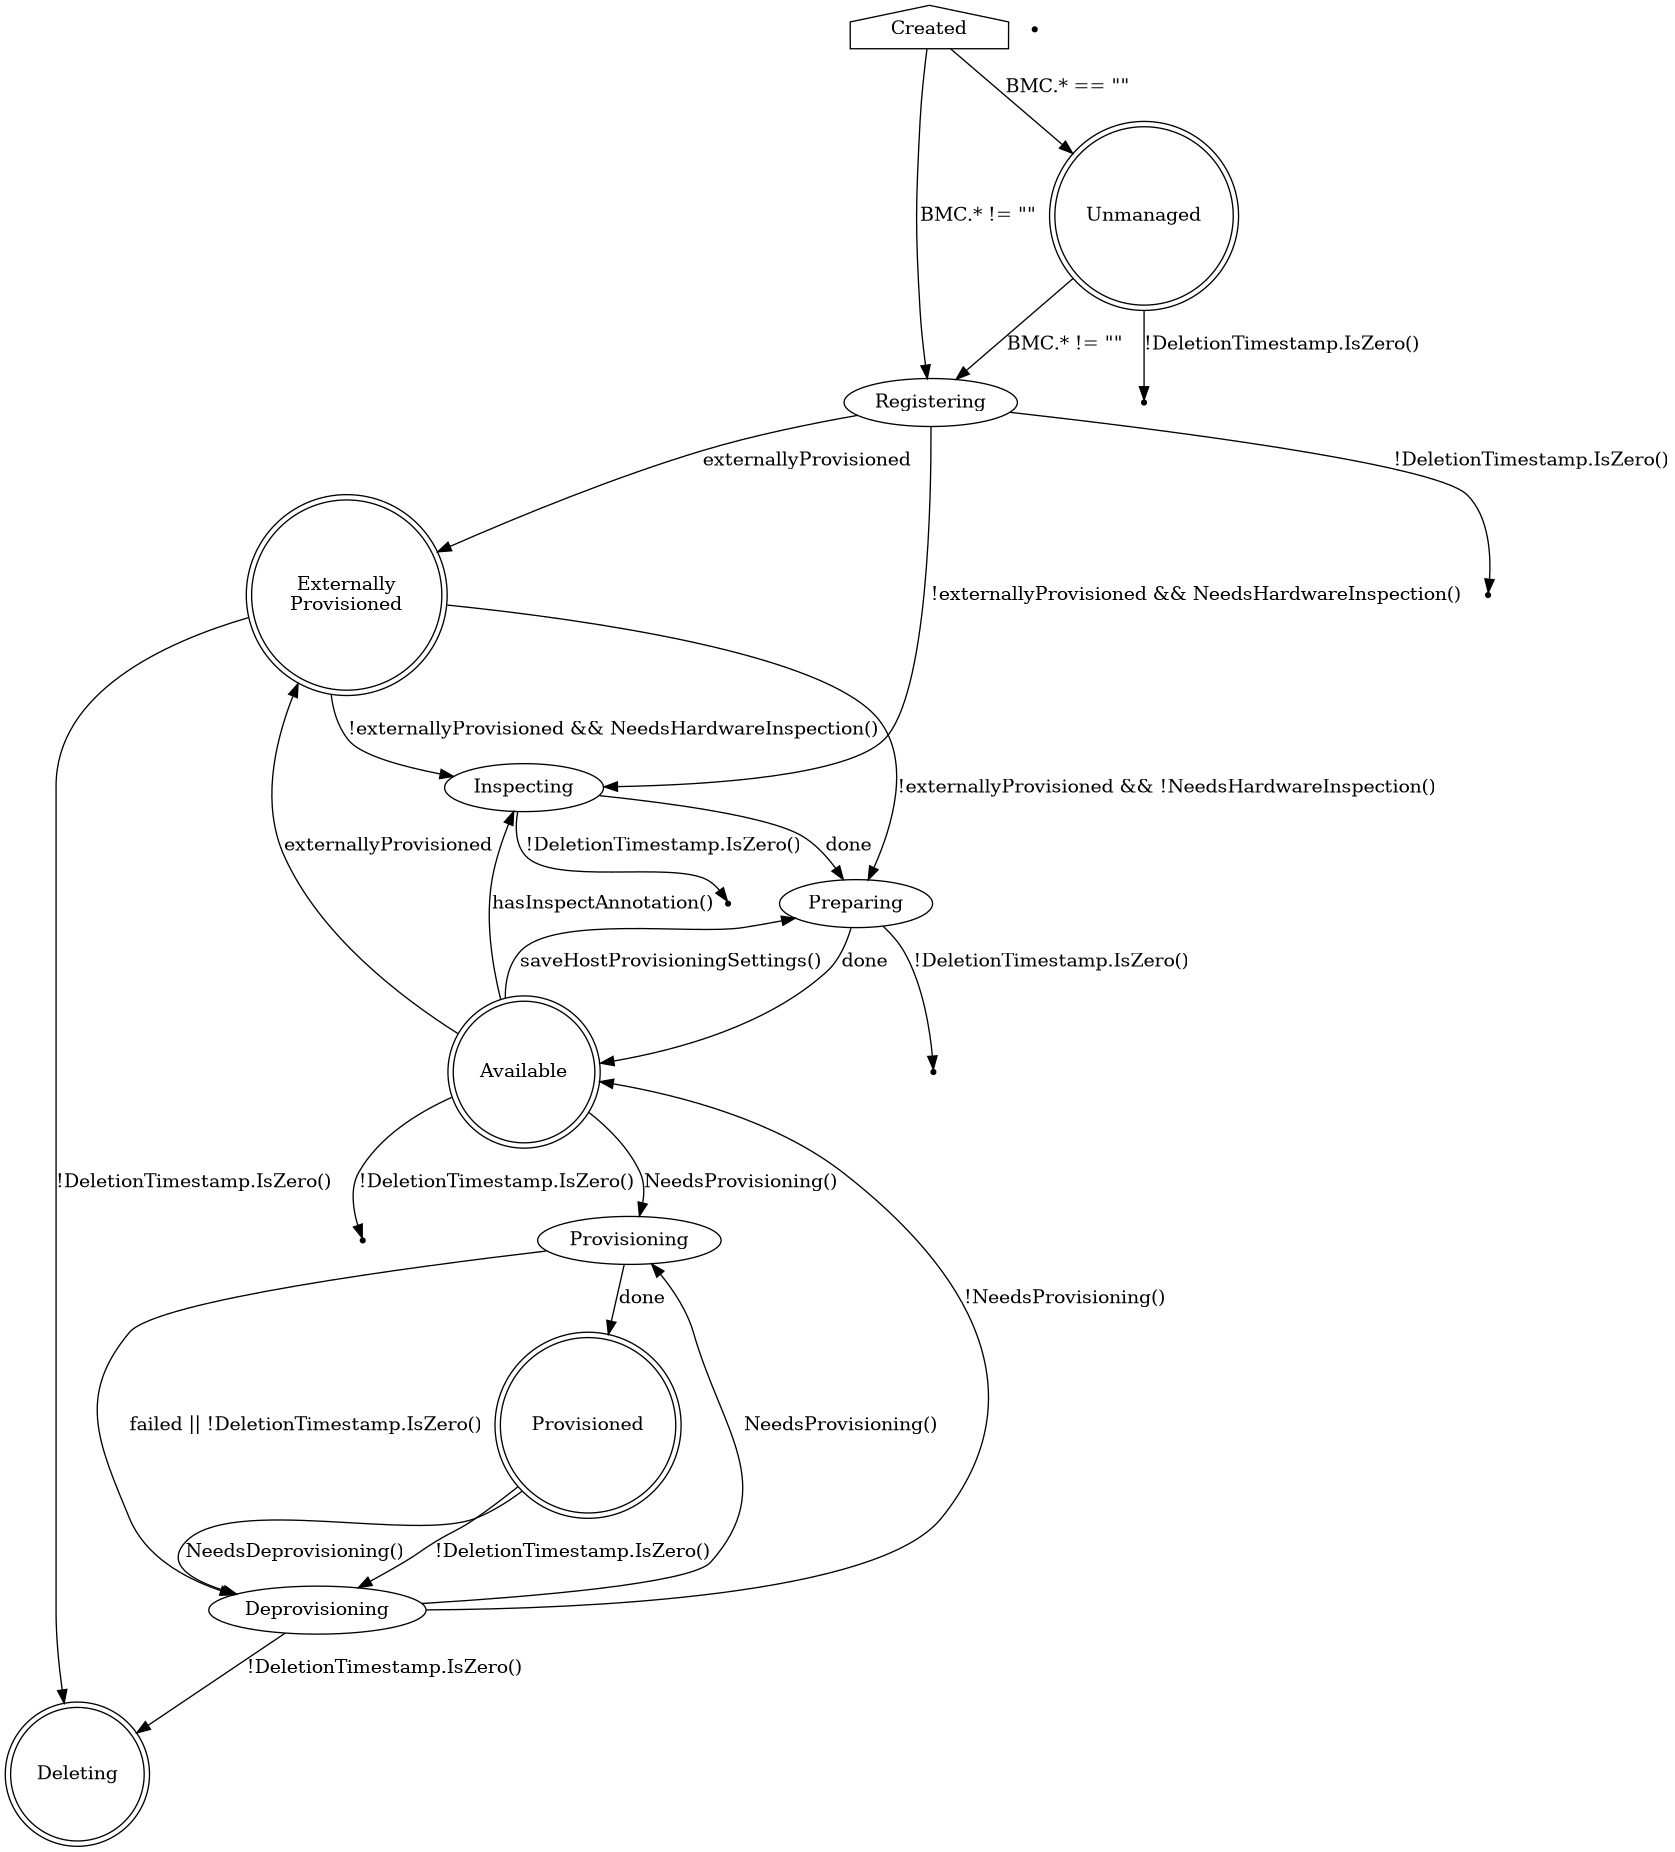 Created
BMC.* == ""
BMC.* != ""
Unmanaged
BMC.* != ""
!DeletionTimestamp.IsZero()
Registering
externallyProvisioned
!DeletionTimestamp.IsZero()
Externally
Provisioned
!externallyProvisioned && NeedsHardwareInspection()
!externallyProvisioned && NeedsHardwareInspection()
Inspecting
!externallyProvisioned && !NeedsHardwareInspection()
externallyProvisioned
!DeletionTimestamp.IsZero()
done
hasInspectAnnotation()
Preparing
saveHostProvisioningSettings()
done
!DeletionTimestamp.IsZero()
Available
!DeletionTimestamp.IsZero()
!DeletionTimestamp.IsZero()
NeedsProvisioning()
Provisioning
done
!NeedsProvisioning()
failed || !DeletionTimestamp.IsZero()
Provisioned
NeedsProvisioning()
NeedsDeprovisioning()
!DeletionTimestamp.IsZero()
Deprovisioning
!DeletionTimestamp.IsZero()
Deleting